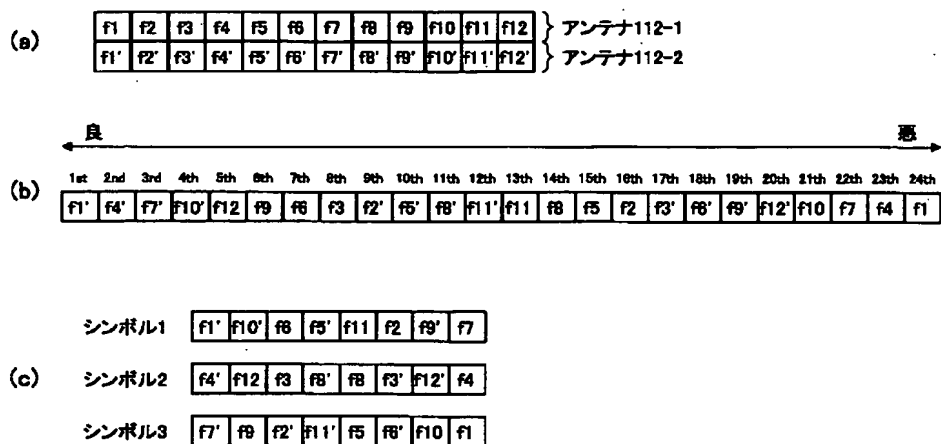 (a)
f1 f2 f3 f4 f5 f6 f7 f8 f9 f10 f11 f12 } アンテナ112-1
f1' f2' f3' f4' f5' f6' f7' f8' f9' f10' f11' f12' } アンテナ112-2
良 悪
1st 2nd 3rd 4th 5th 6th 7th 8th 9th 10th 11th 12th 13th 14th 15th 16th 17th 18th 19th 20th 21th 22th 23th 24th
(b)
f1' f4' f7' f10' f12 f9 f6 f3 f2' f5' f8' f11' f11 f8 f5 f2 f3' f6' f9' f12' f10 f7 f4 f1
シンボル1 f1' f10' f6 f5' f11 f2 f9' f7
(c) シンボル2 f4' f12 f3 f8' f8 f3' f12' f4
シンボル3 f7' f9 f2' f11' f5 f6' f10 f1